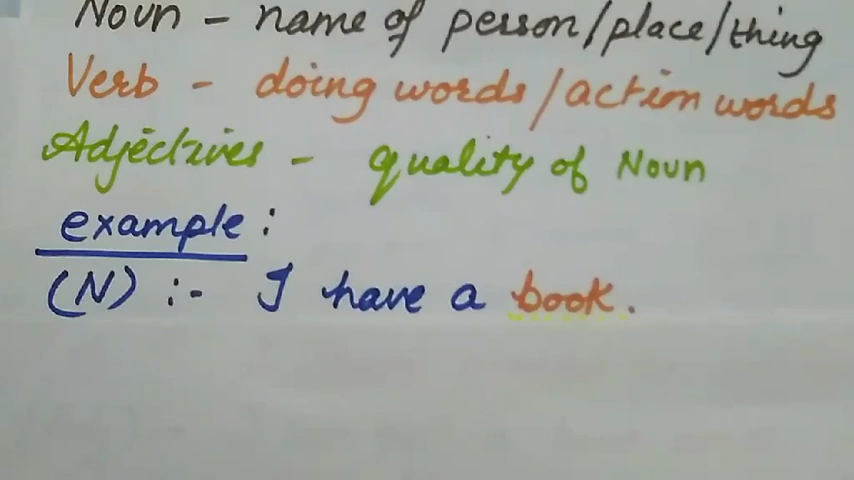 Noun - name of person/place/thing
Verb - doing words/action words
Adjectives - quality of Noun
example:
(N) :- I have a book.